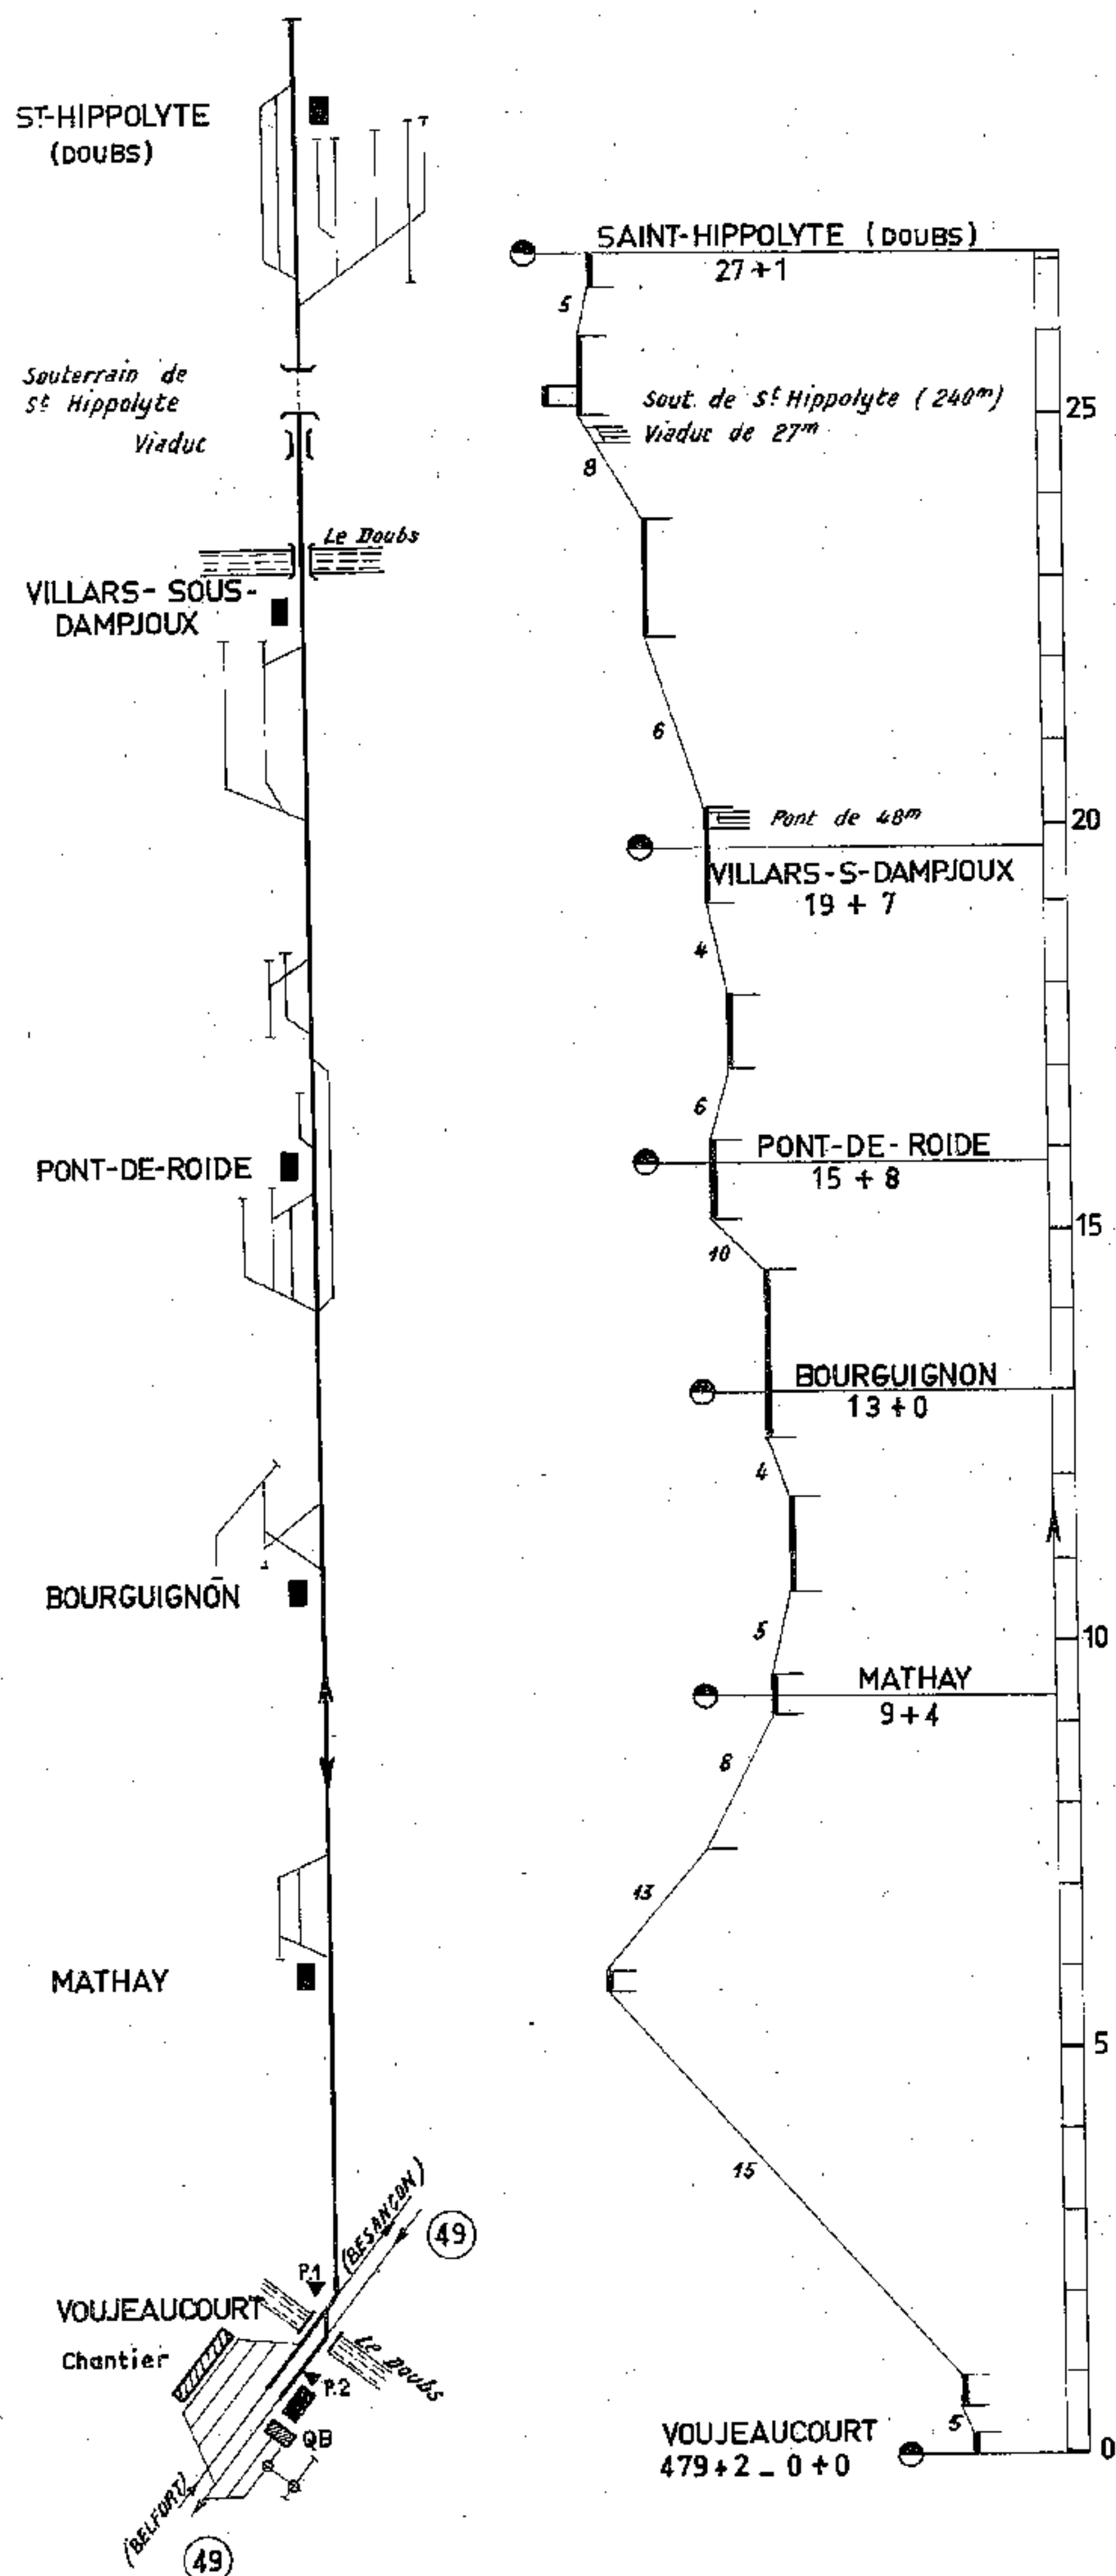 ST-HIPPOLYTE
(DOUBS)
Souterrain de
St Hippolyte
Viaduc
Le Doubs
VILLARS-SOUS-
DAMPJOUX
PONT-DE-ROIDE
BOURGUIGNON
MATHAY
(BESANÇON)
49
P.1
VOUJEAUCOURT
Chantier
Le Doubs
P.2
QB
(BELFORT)
49
SAINT-HIPPOLYTE (DOUBS)
27+1
5
Sout. de St Hippolyte (240m)
Viaduc de 27m
25
8
6
Pont de 48m
20
VILLARS-S-DAMPJOUX
19+7
4
6
PONT-DE-ROIDE
15+8
15
10
BOURGUIGNON
13+0
4
5
10
MATHAY
9+4
8
13
5
15
5
VOUJEAUCOURT
479+2_0+0
0